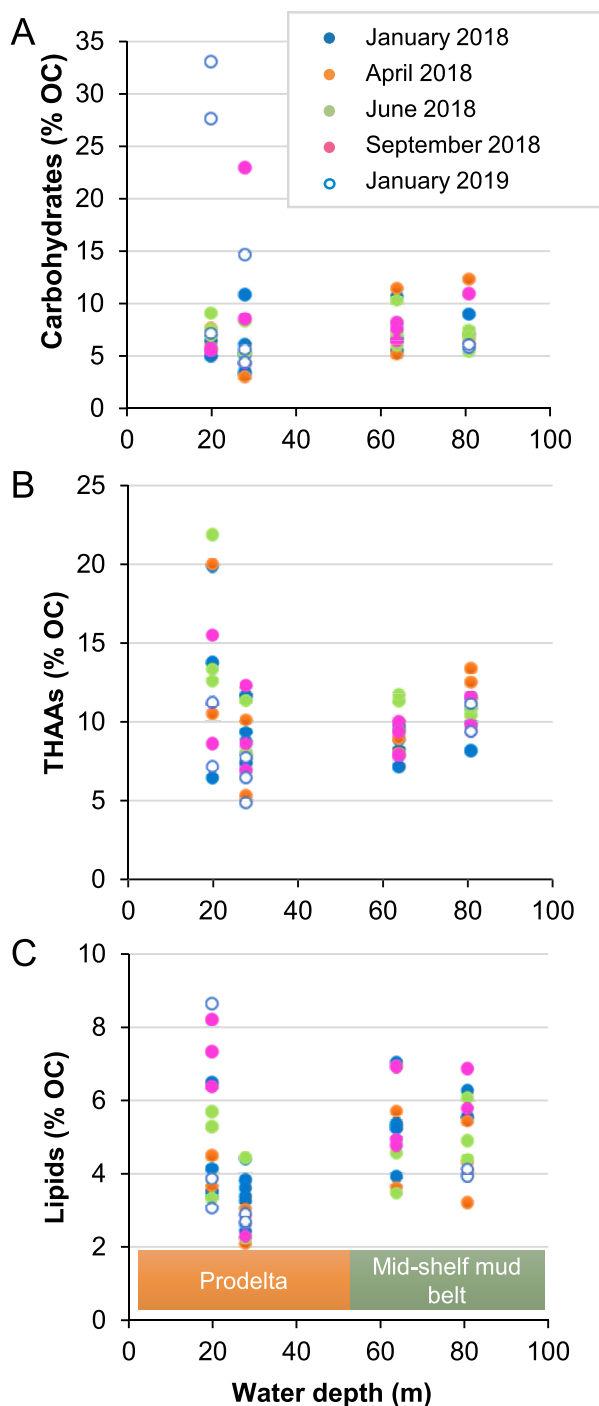 A
Carbohydrates (% OC)
35
30
25
20
15
10
5
0
0 20 40 60 80 100
January 2018
April 2018
June 2018
September 2018
January 2019
B
THAAs (% OC)
25
20
15
10
5
0
0 20 40 60 80 100
C
Lipids (% OC)
10
8
6
4
2
0
Prodelta
Mid-shelf mud
belt
0 20 40 60 80 100
Water depth (m)